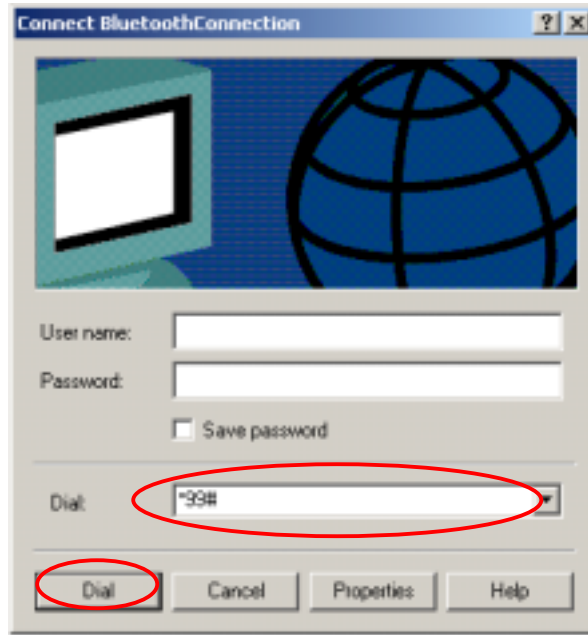 Connect BluetoothConnection
User name:
Password:
Save password
Dial: *99#
Dial Cancel Properties Help